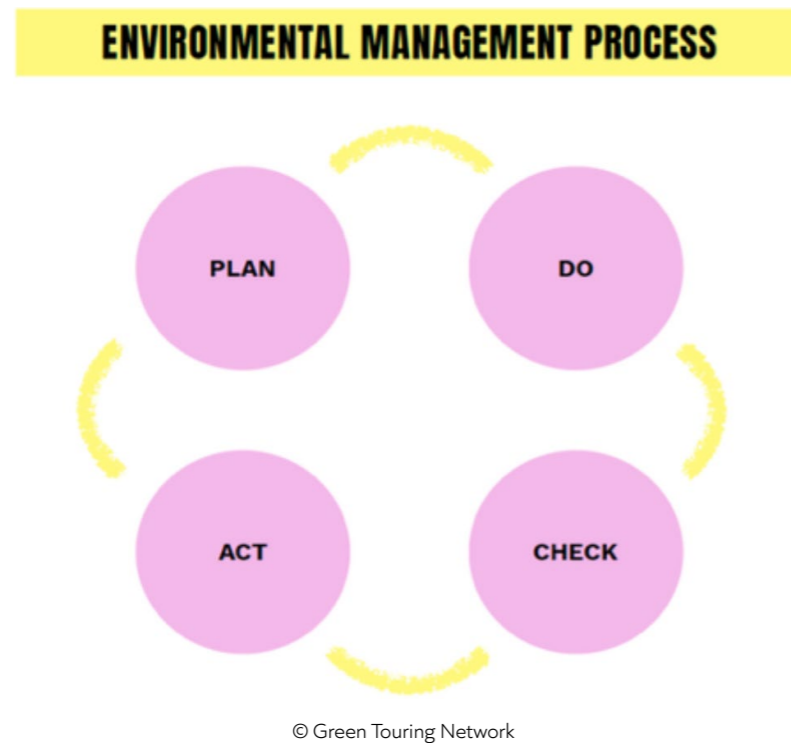 ENVIRONMENTAL MANAGEMENT PROCESS
PLAN
DO
ACT
CHECK
© Green Touring Network